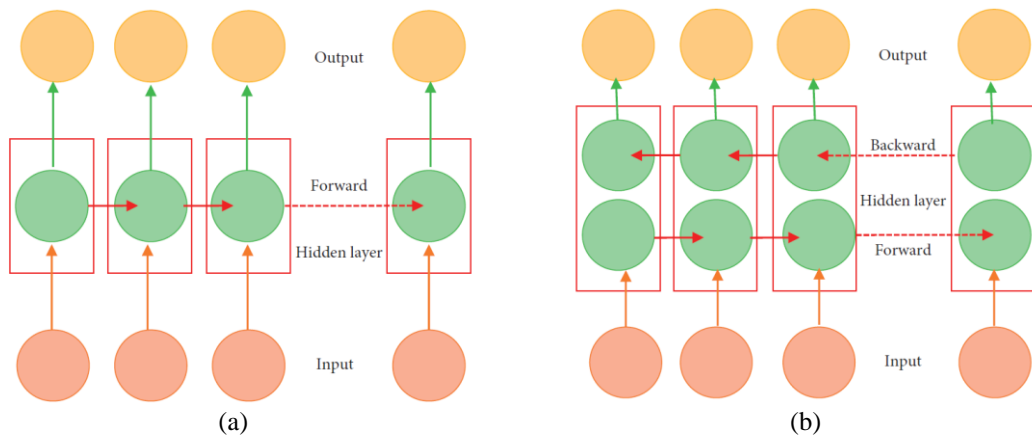 Output
Forward
Hidden layer
Input
(a)
Output
Backward
Hidden layer
Forward
Input
(b)